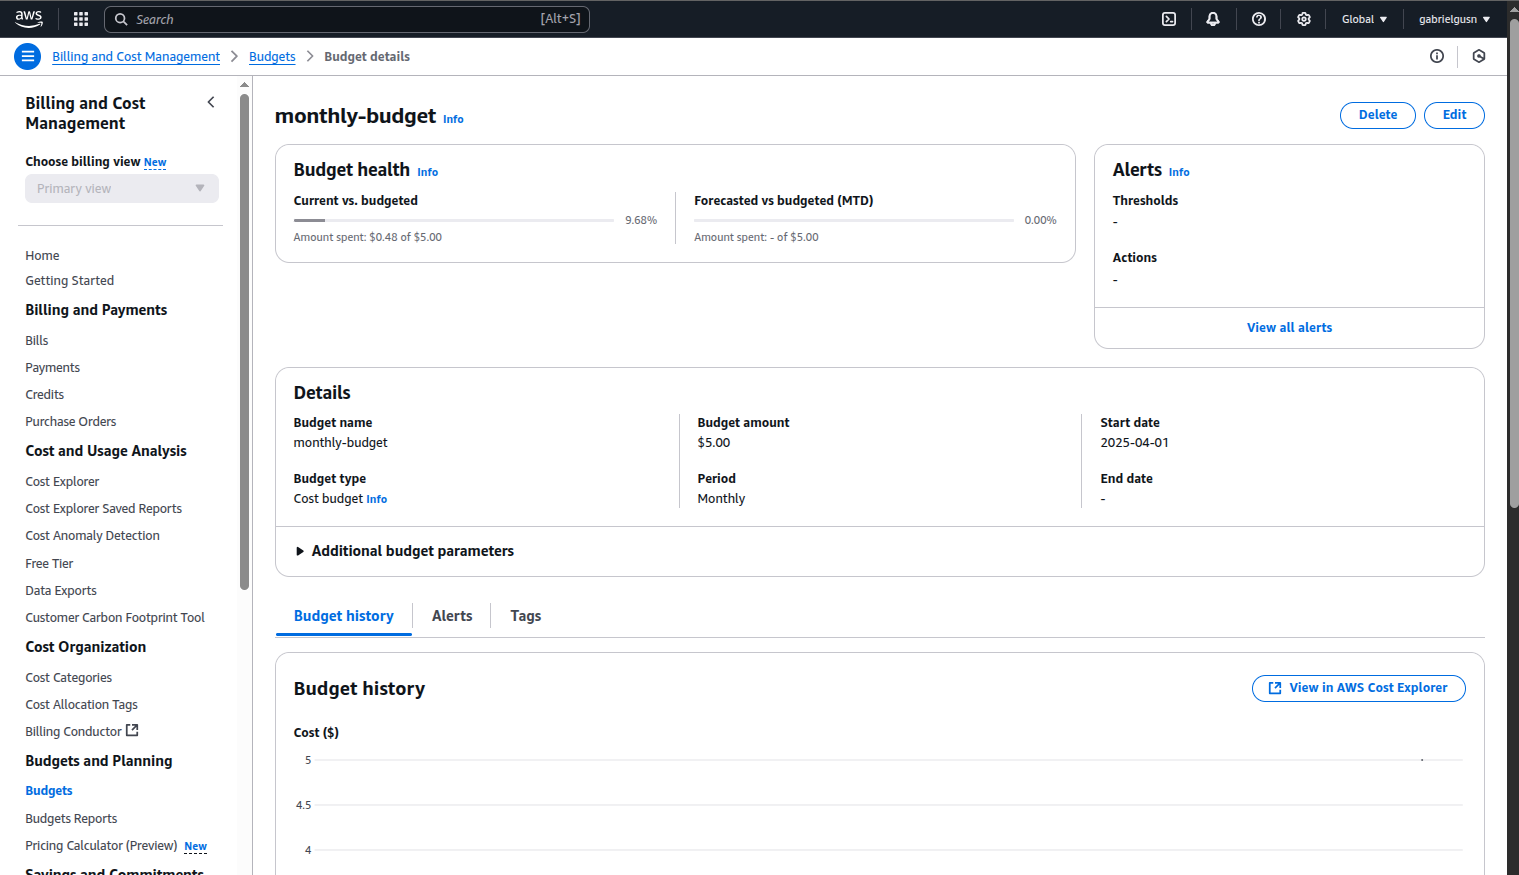 aws
Search
[Alt+S]
Global
gabrielgusn
Billing and Cost Management
Budgets
Budget details
Billing and Cost
Management
Choose billing view New
Primary view
Home
Getting Started
Billing and Payments
Bills
Payments
Credits
Purchase Orders
Cost and Usage Analysis
Cost Explorer
Cost Explorer Saved Reports
Cost Anomaly Detection
Free Tier
Data Exports
Customer Carbon Footprint Tool
Cost Organization
Cost Categories
Cost Allocation Tags
Billing Conductor
Budgets and Planning
Budgets
Budgets Reports
Pricing Calculator (Preview) New
Savings and Commitments
monthly-budget Info
Delete
Edit
Budget health Info
Current vs. budgeted
9.68%
Amount spent: $0.48 of $5.00
Forecasted vs budgeted (MTD)
0.00%
Amount spent: - of $5.00
Alerts Info
Thresholds
-
Actions
-
View all alerts
Details
Budget name
monthly-budget
Budget type
Cost budget Info
Budget amount
$5.00
Period
Monthly
Start date
2025-04-01
End date
-
Additional budget parameters
Budget history
Alerts
Tags
Budget history
View in AWS Cost Explorer
Cost ($)
5
4.5
4